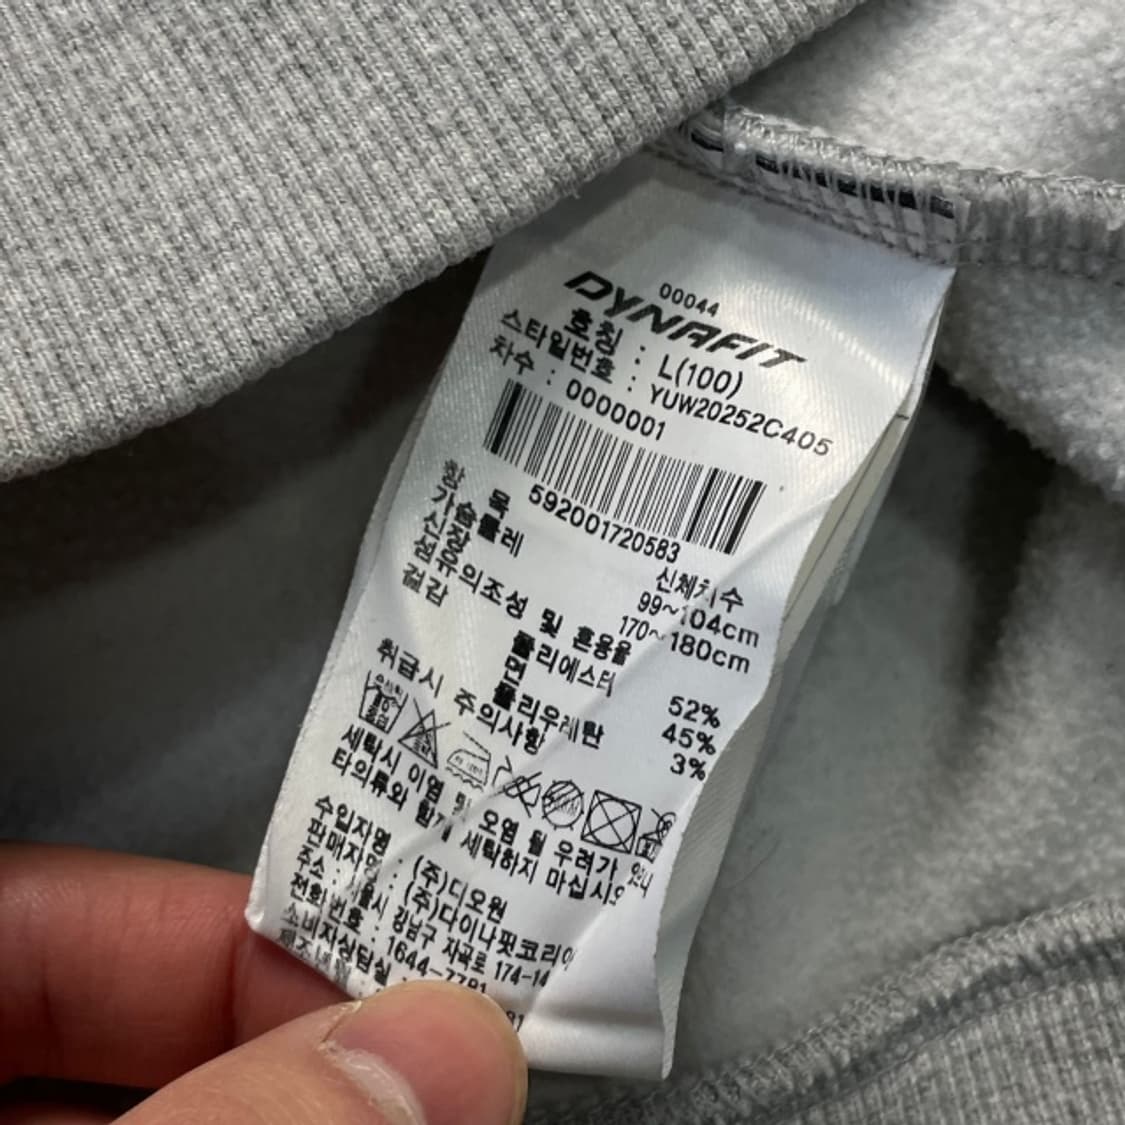 00044
DYNAFIT
호칭 : L(100)
스타일번호 : YUW20252C405
차수 : 0000001
592001720583
항 목 신체치수
가슴둘레 99~104cm
신장 170~180cm
섬유의조성 및 혼용율
겉감 폴리에스터 52%
면 45%
폴리우레탄 3%
취급시 주의사항
세탁시 이염 및 오염 될 우려가 있으니
타의류와 함께 세탁하지 마십시오
수입자명 : (주)디오원
판매자명 : (주)다이나핏코리아
주소 : 서울시 강남구 자곡로 174-14
전화번호 : 1644-7781
소비자상담실 :